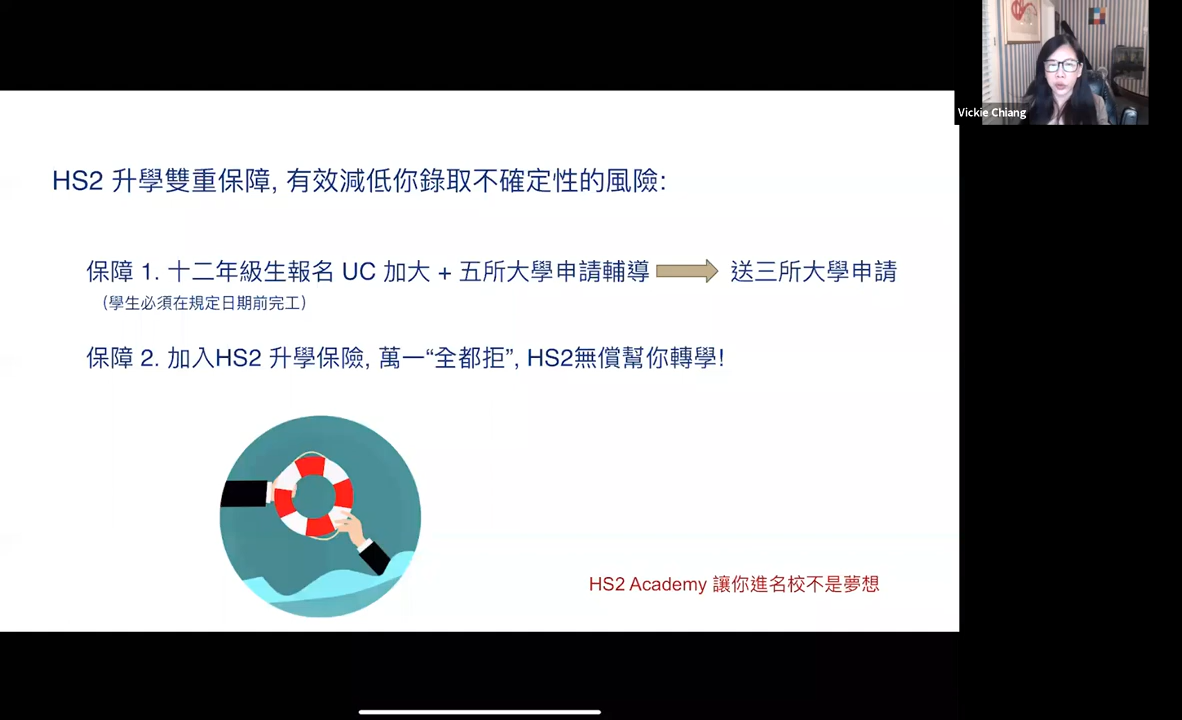 Vickie Chiang
HS2 升學雙重保障, 有效減低你錄取不確定性的風險:
保障 1. 十二年級生報名 UC 加大 + 五所大學申請輔導 送三所大學申請
（學生必須在規定日期前完工）
保障 2. 加入HS2 升學保險, 萬一“全都拒”, HS2無償幫你轉學!
HS2 Academy 讓你進名校不是夢想